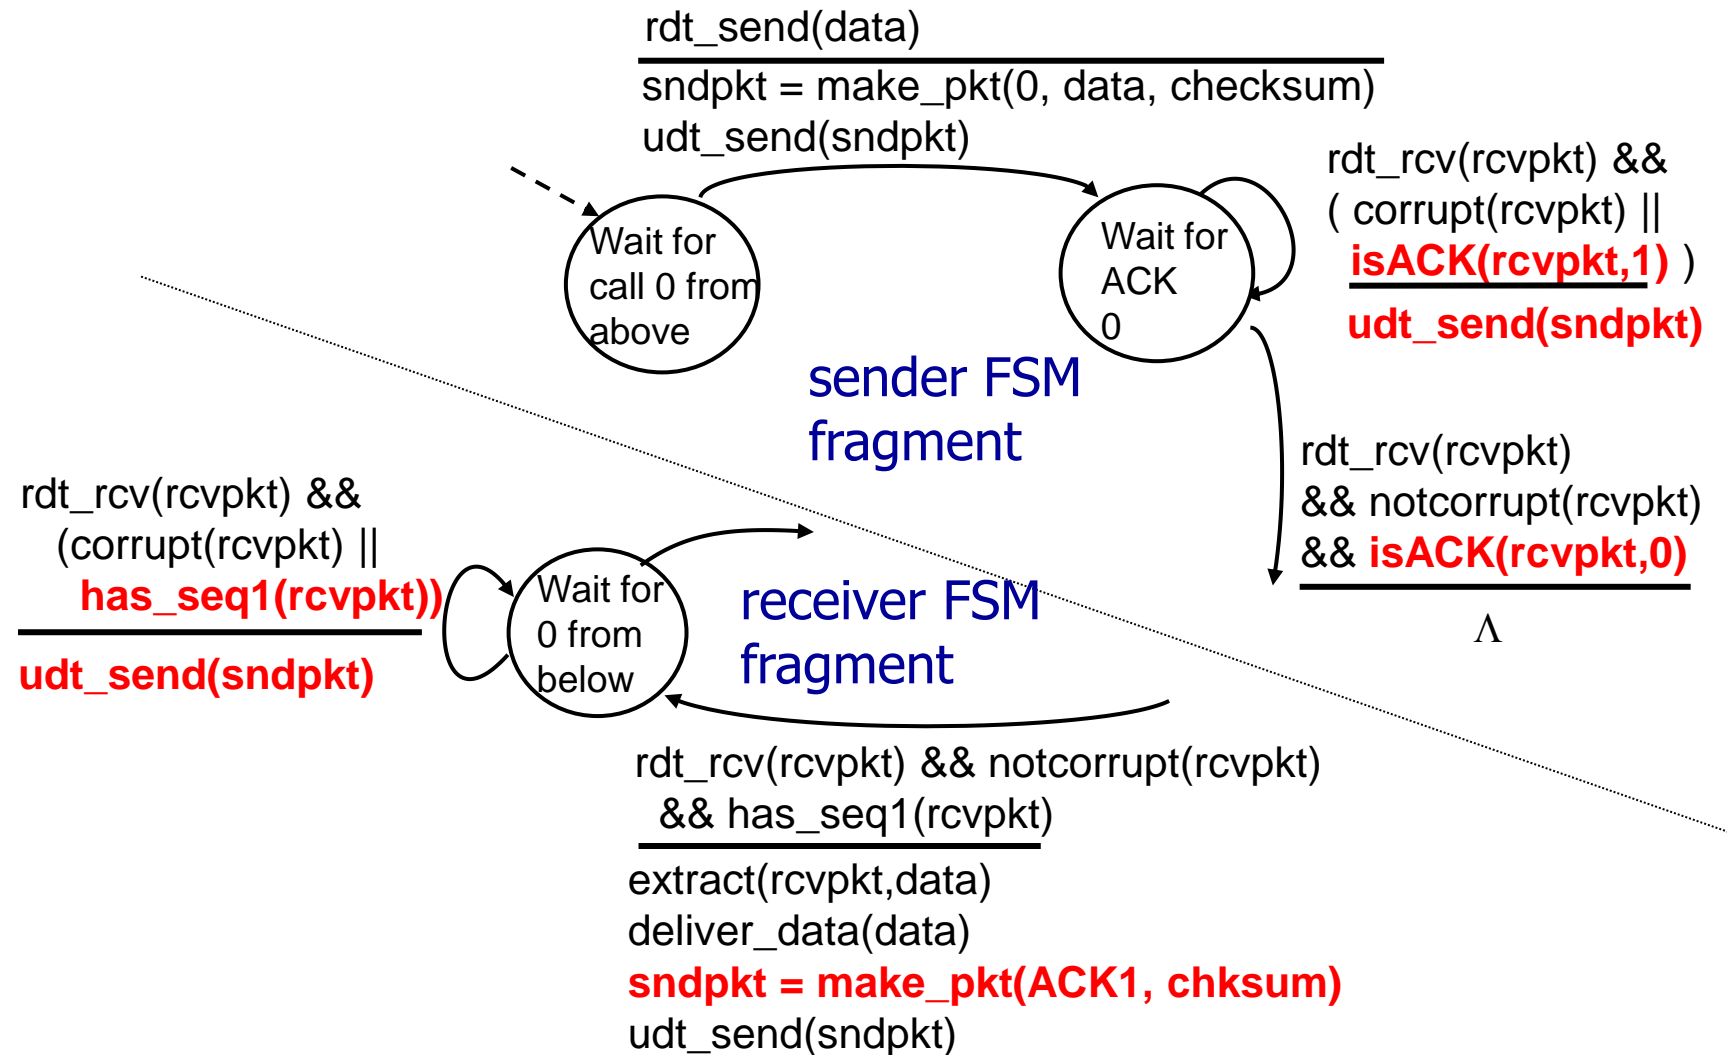 rdt_send(data)
sndpkt = make_pkt(0, data, checksum)
udt_send(sndpkt)
Wait for
call 0 from
above
Wait for
ACK
0
rdt_rcv(rcvpkt) &&
( corrupt(rcvpkt) ||
isACK(rcvpkt,1) )
udt_send(sndpkt)
sender FSM
fragment
rdt_rcv(rcvpkt)
&& notcorrupt(rcvpkt)
&& isACK(rcvpkt,0)
Λ
rdt_rcv(rcvpkt) &&
(corrupt(rcvpkt) ||
has_seq1(rcvpkt))
udt_send(sndpkt)
Wait for
0 from
below
receiver FSM
fragment
rdt_rcv(rcvpkt) && notcorrupt(rcvpkt)
&& has_seq1(rcvpkt)
extract(rcvpkt,data)
deliver_data(data)
sndpkt = make_pkt(ACK1, chksum)
udt_send(sndpkt)